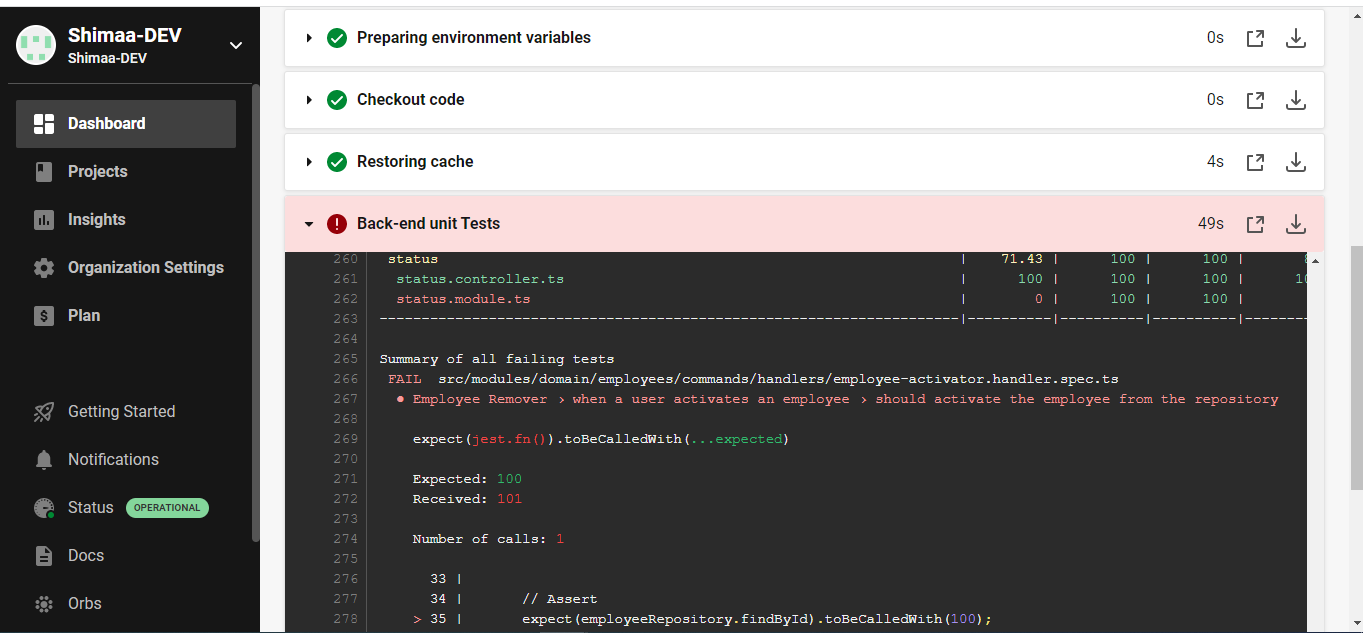 Shimaa-DEV
Shimaa-DEV
Dashboard
Projects
Insights
Organization Settings
Plan
Getting Started
Notifications
Status OPERATIONAL
Docs
Orbs
Preparing environment variables 0s
Checkout code 0s
Restoring cache 4s
Back-end unit Tests 49s
260 status | 71.43 | 100 | 100 |
261 status.controller.ts | 100 | 100 | 100 | 10
262 status.module.ts | 0 | 100 | 100 |
263 ---------------------------------------------------------------------|----------|----------|----------|--------
264
265 Summary of all failing tests
266 FAIL src/modules/domain/employees/commands/handlers/employee-activator.handler.spec.ts
267 ● Employee Remover › when a user activates an employee › should activate the employee from the repository
268
269 expect(jest.fn()).toBeCalledWith(...expected)
270
271 Expected: 100
272 Received: 101
273
274 Number of calls: 1
275
276 33 |
277 34 | // Assert
278 > 35 | expect(employeeRepository.findById).toBeCalledWith(100);